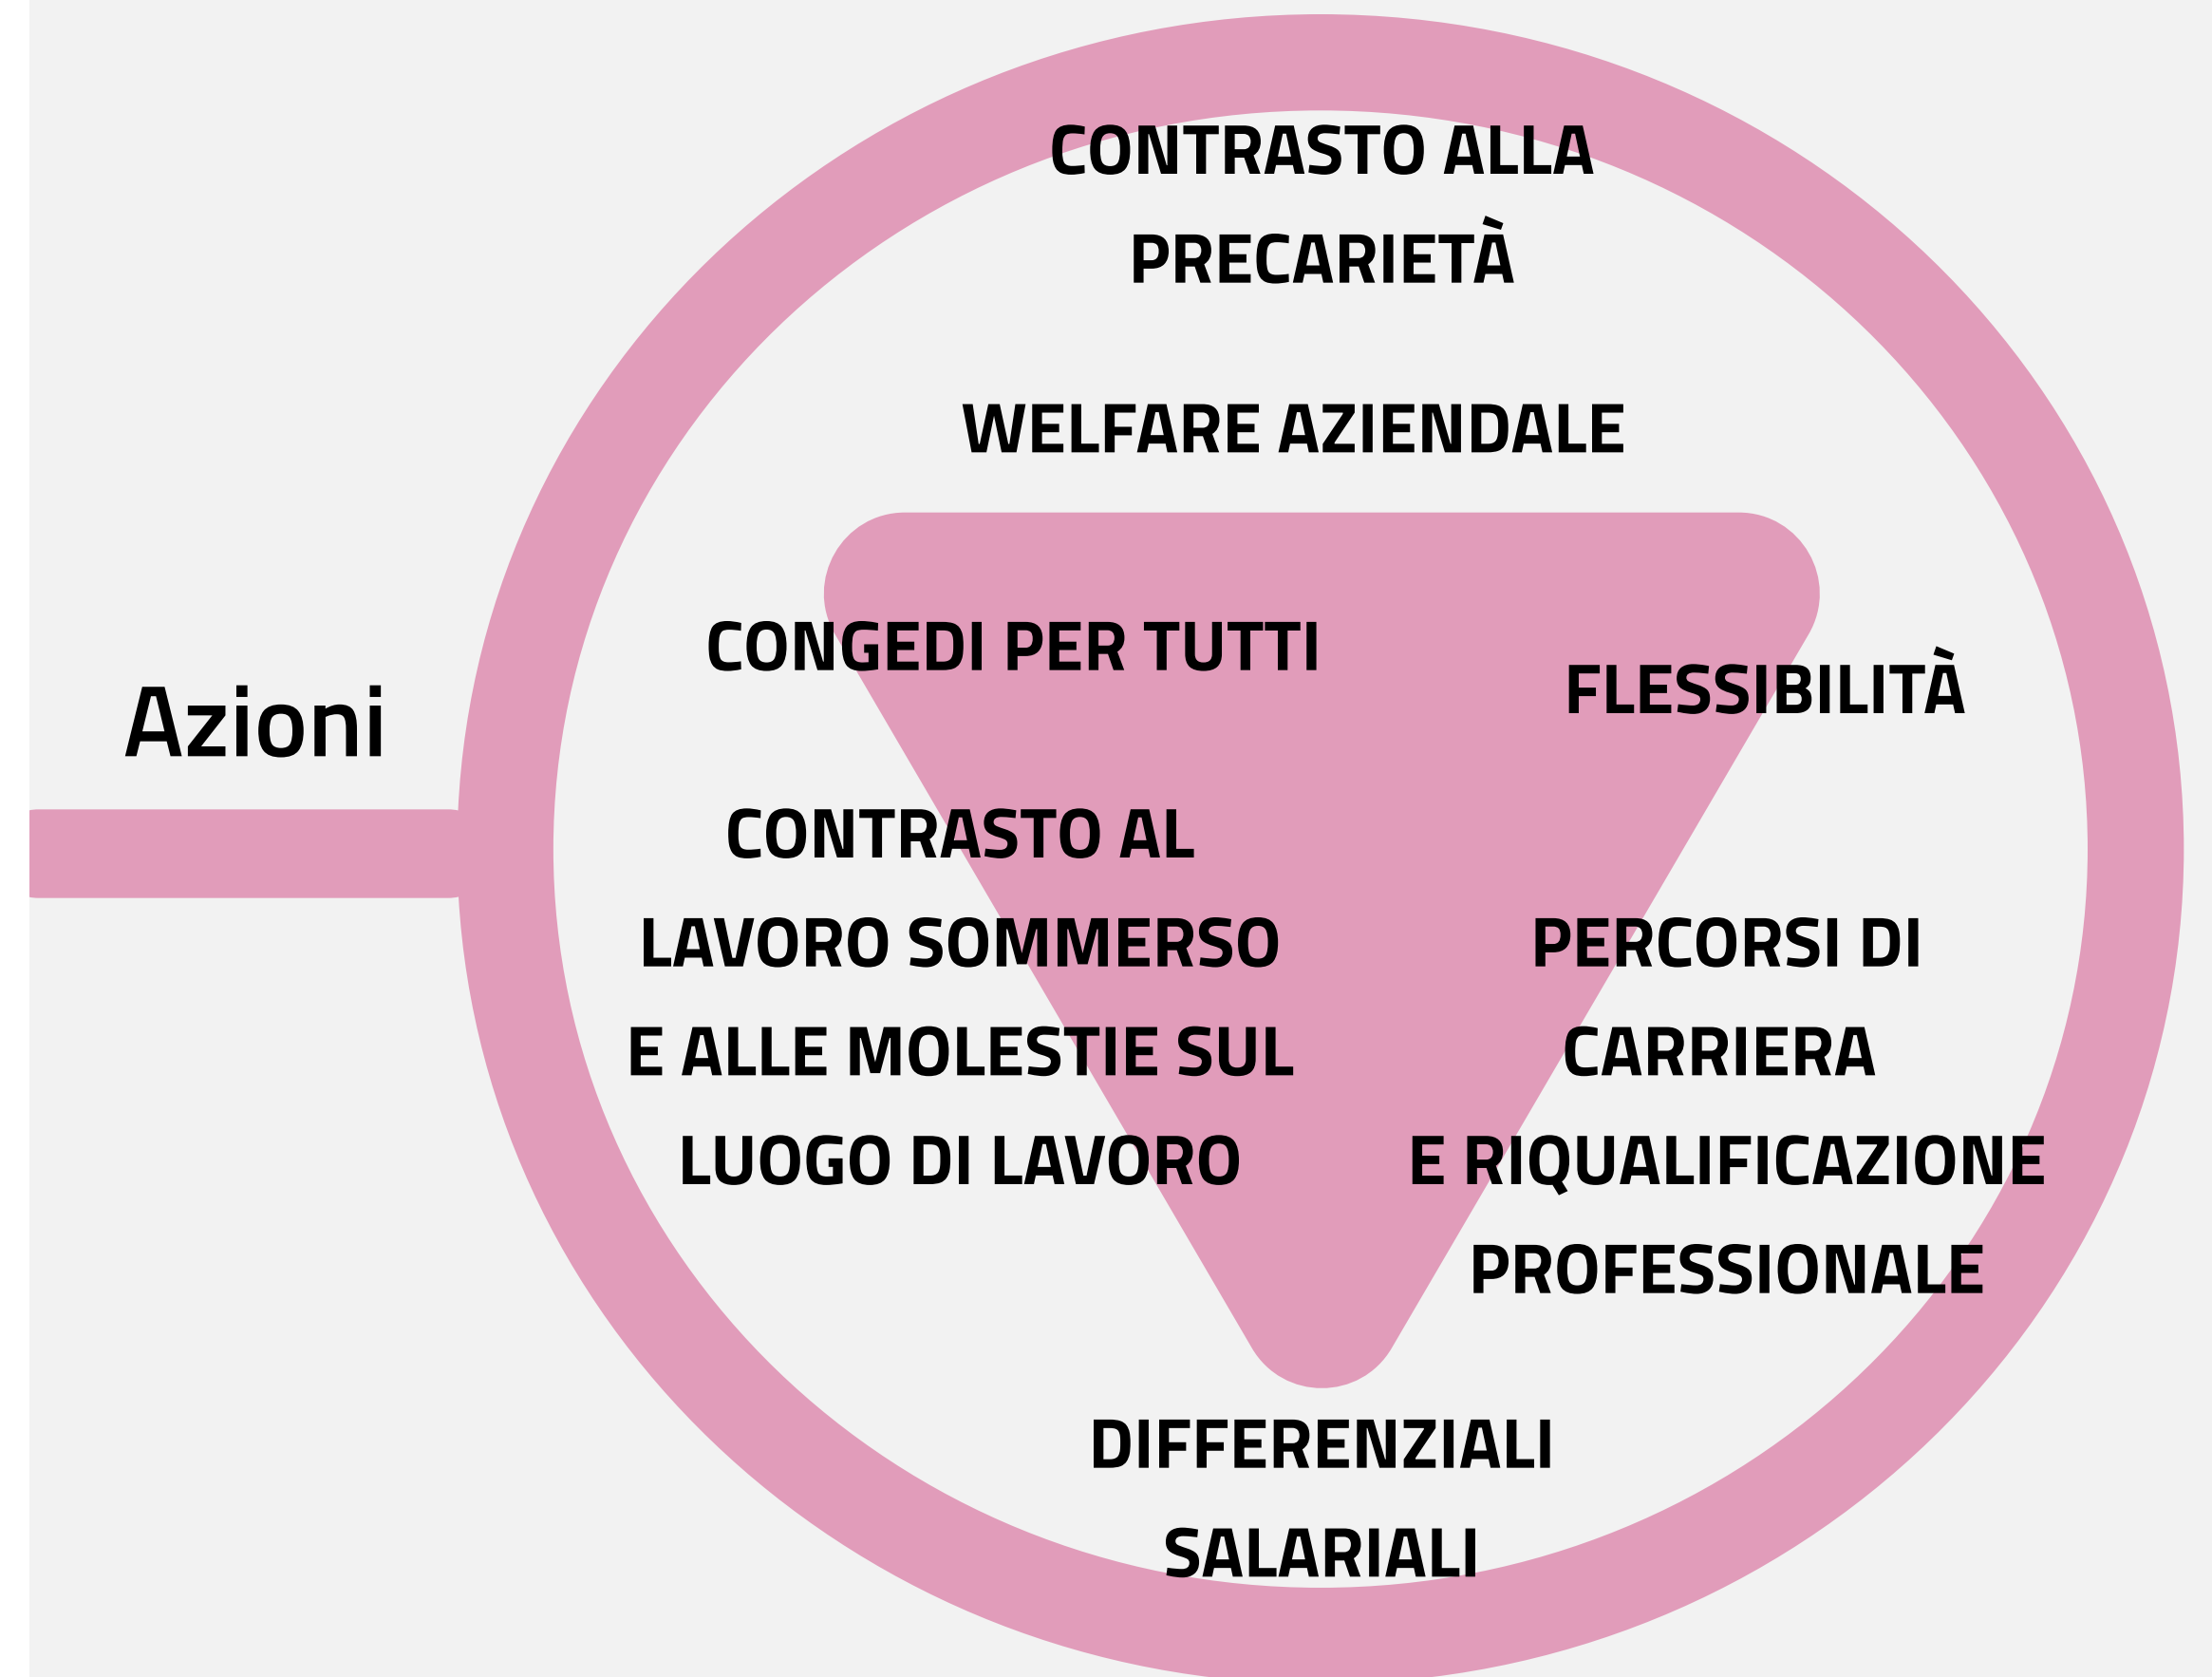 Azioni
CONTRASTO ALLA
PRECARIETÀ
WELFARE AZIENDALE
CONGEDI PER TUTTI
FLESSIBILITÀ
CONTRASTO AL
LAVORO SOMMERSO
E ALLE MOLESTIE SUL
LUOGO DI LAVORO
PERCORSI DI
CARRIERA
E RIQUALIFICAZIONE
PROFESSIONALE
DIFFERENZIALI
SALARIALI